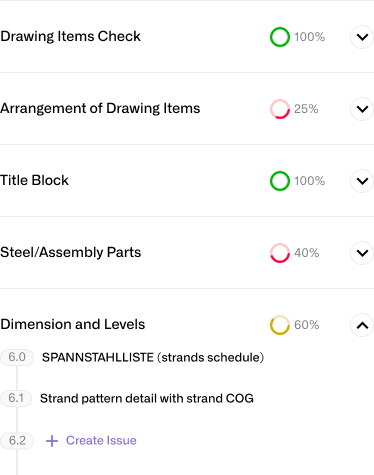 Drawing Items Check 100%
Arrangement of Drawing Items 25%
Title Block 100%
Steel/Assembly Parts 40%
Dimension and Levels 60%
6.0 SPANNSTAHLLISTE (strands schedule)
6.1 Strand pattern detail with strand COG
6.2 + Create Issue